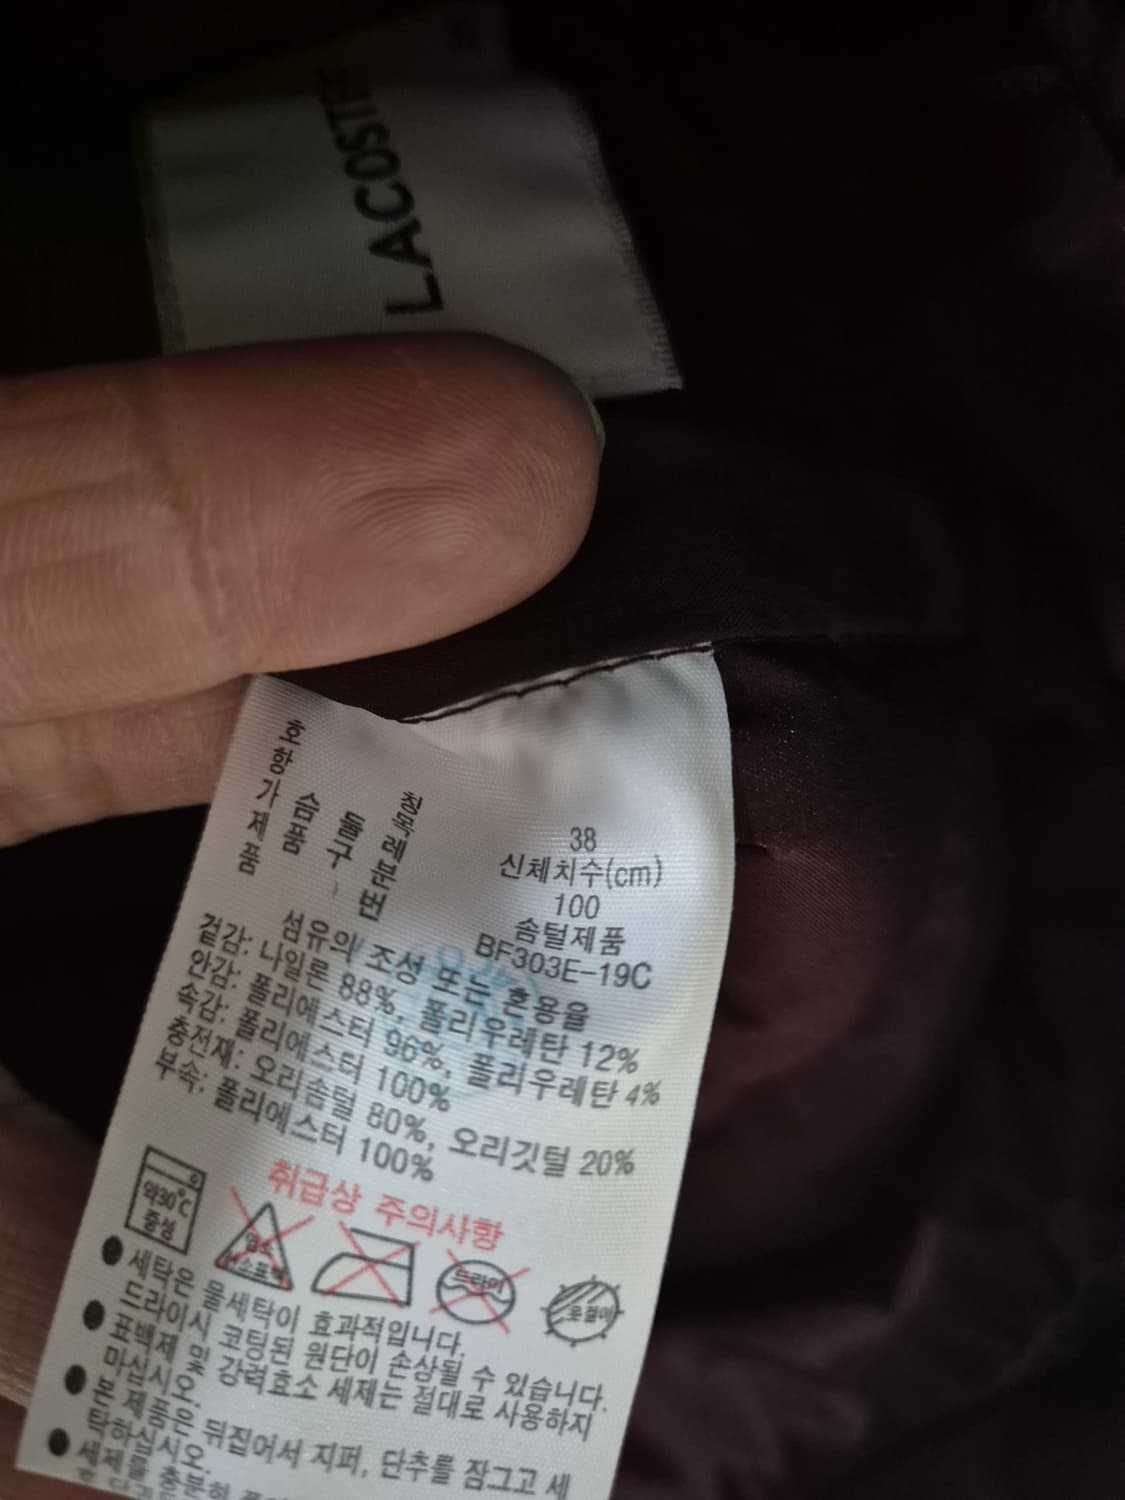 LACOSTE
38
신체치수(cm)
100
솜털제품
BF303E-19C
호항가제품
솜품
섬유의 조성 또는 혼용율
겉감: 나일론 88%, 폴리우레탄 12%
안감: 폴리에스터 96%, 폴리우레탄 4%
속감: 폴리에스터 100%
충전재: 오리솜털 80%, 오리깃털 20%
부속: 폴리에스터 100%
취급상 주의사항
약30℃
중성
드라이
옷걸이
● 세탁은 물세탁이 효과적입니다.
드라이시 코팅된 원단이 손상될 수 있습니다.
● 표백제 및 강력효소 세제는 절대로 사용하지
마십시오.
● 본 제품은 뒤집어서 지퍼, 단추를 잠그고 세
탁하십시오.
● 세제를 충분히